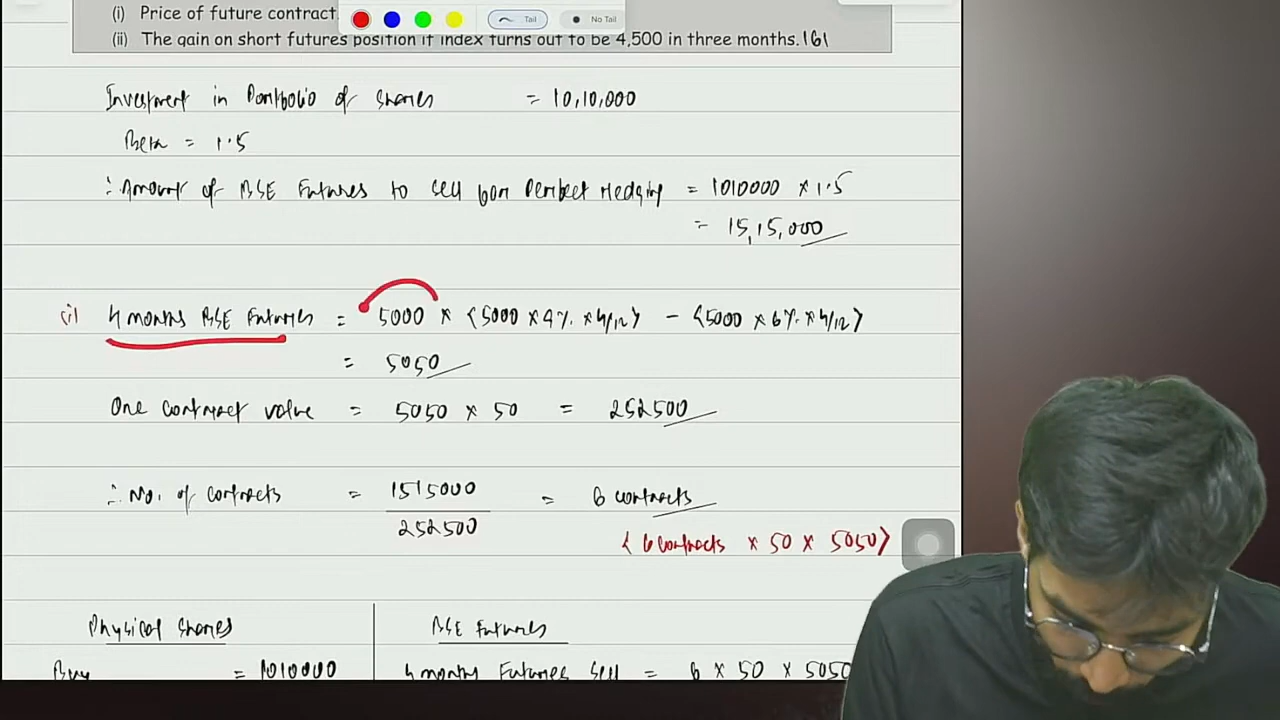 (i) Price of future contract.
Tail
No Tail
(ii) The gain on short futures position if index turns out to be 4,500 in three months. 161
Investment in Portfolio of Shares = 10,10,000
Beta = 1.5
∴ Amount of BSE Futures to sell for Perfect Hedging = 1010000 × 1.5
= 15,15,000
(i) 4 months BSE Futures = 5000 × {5000 × 9% × 4/12} - {5000 × 6% × 4/12}
= 5050
One contract value = 5050 × 50 = 252500
∴ No. of contracts = 1515000 / 252500 = 6 contracts
{6 contracts × 50 × 5050}
Physical Shares BSE Futures
Buy = 1010000 4 months Futures Sell = 6 × 50 × 5050